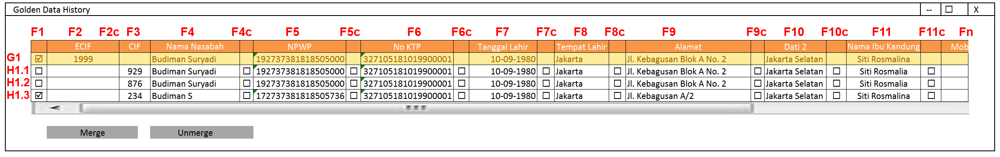 Golden Data History -- X
F1 F2 F2c F3 F4 F4c F5 F5c F6 F6c F7 F7c F8 F8c F9 F9c F10 F10c F11 F11c Fn
ECIF CIF Nama Nasabah NPWP No KTP Tanggal Lahir Tempat Lahir Alamat Dati 2 Nama Ibu Kandung Mob
G1 1999 Budiman Suryadi 192737381818505000 327105181019900001 10-09-1980 Jakarta Jl. Kebagusan Blok A No. 2 Jakarta Selatan Siti Rosmalina
H1.1 929 Budiman Suryadi 192737381818505000 327105181019900001 10-09-1980 Jakarta Jl. Kebagusan Blok A No. 2 Jakarta Selatan Siti Rosmalia
H1.2 876 Budiman Suryadi 192737381818505000 327105181019900001 10-09-1980 Jakarta Jl. Kebagusan Blok A No. 2 Jakarta Selatan Siti Rosmalia
H1.3 234 Budiman S 172737381818505736 327105181019900001 10-09-1980 Jakarta Jl. Kebagusan A/2 Jakarta Selatan Siti Rosmalina
Merge Unmerge